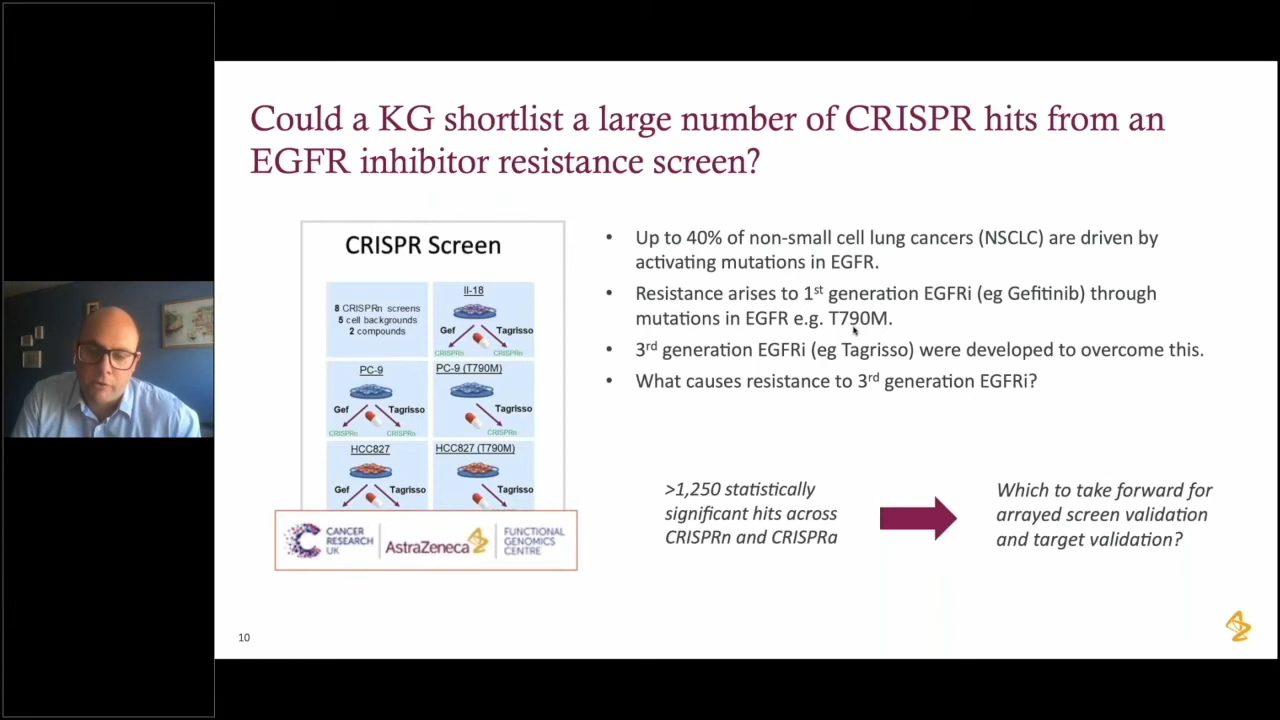 Could a KG shortlist a large number of CRISPR hits from an
EGFR inhibitor resistance screen?
CRISPR Screen
8 CRISPRn screens
5 cell backgrounds
2 compounds
II-18
Gef
Tagrisso
CRISPRn
CRISPRn
PC-9
Gef
Tagrisso
CRISPRn
CRISPRn
PC-9 (T790M)
Tagrisso
CRISPRn
HCC827
Gef
Tagrisso
HCC827 (T790M)
Tagrisso
CANCER
RESEARCH
UK
AstraZeneca
FUNCTIONAL
GENOMICS
CENTRE
• Up to 40% of non-small cell lung cancers (NSCLC) are driven by
activating mutations in EGFR.
• Resistance arises to 1st generation EGFRi (eg Gefitinib) through
mutations in EGFR e.g. T790M.
• 3rd generation EGFRi (eg Tagrisso) were developed to overcome this.
• What causes resistance to 3rd generation EGFRi?
>1,250 statistically
significant hits across
CRISPRn and CRISPRa
Which to take forward for
arrayed screen validation
and target validation?
10